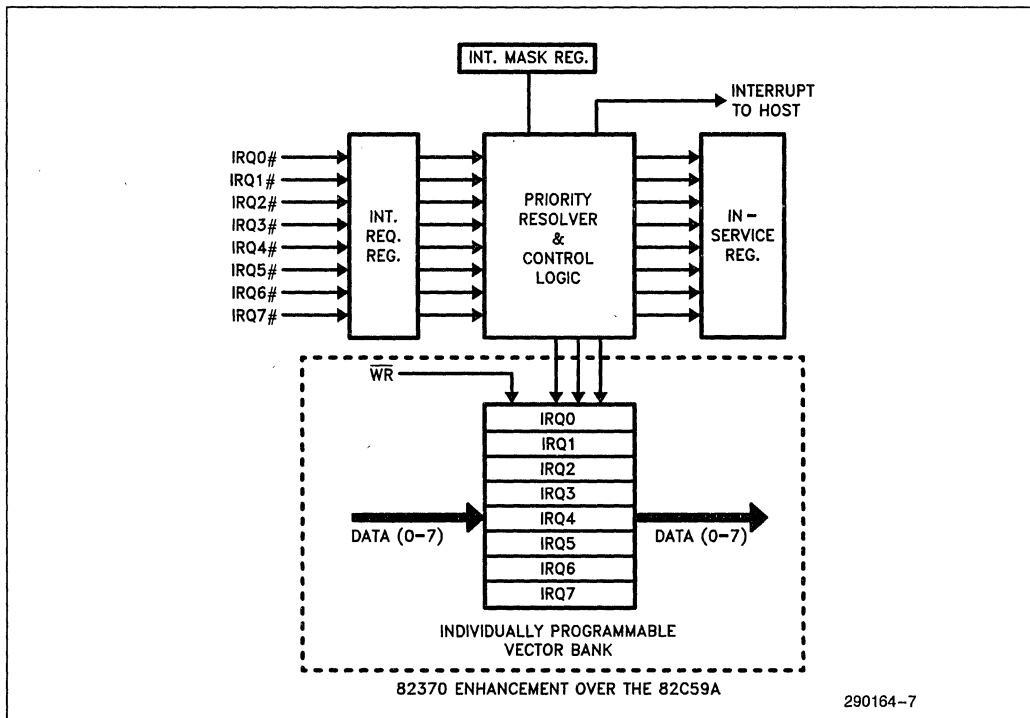 INT. MASK REG.
INTERRUPT
TO HOST
IRQ0#
IRQ1#
IRQ2#
IRQ3#
IRQ4#
IRQ5#
IRQ6#
IRQ7#
INT.
REQ.
REG.
PRIORITY
RESOLVER
&
CONTROL
LOGIC
IN-
SERVICE
REG.
WR
IRQ0
IRQ1
IRQ2
IRQ3
IRQ4
IRQ5
IRQ6
IRQ7
DATA (0-7)
DATA (0-7)
INDIVIDUALLY PROGRAMMABLE
VECTOR BANK
82370 ENHANCEMENT OVER THE 82C59A
290164-7